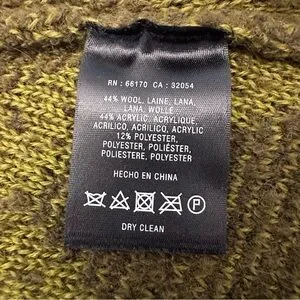 RN : 66170 CA : 32054
44% WOOL, LAINE, LANA,
LANA, WOLLE
44% ACRYLIC, ACRYLIQUE,
ACRILICO, ACRILICO, ACRYLIC
12% POLYESTER,
POLYESTER, POLIÉSTER,
POLIESTERE, POLYESTER
HECHO EN CHINA
P
DRY CLEAN